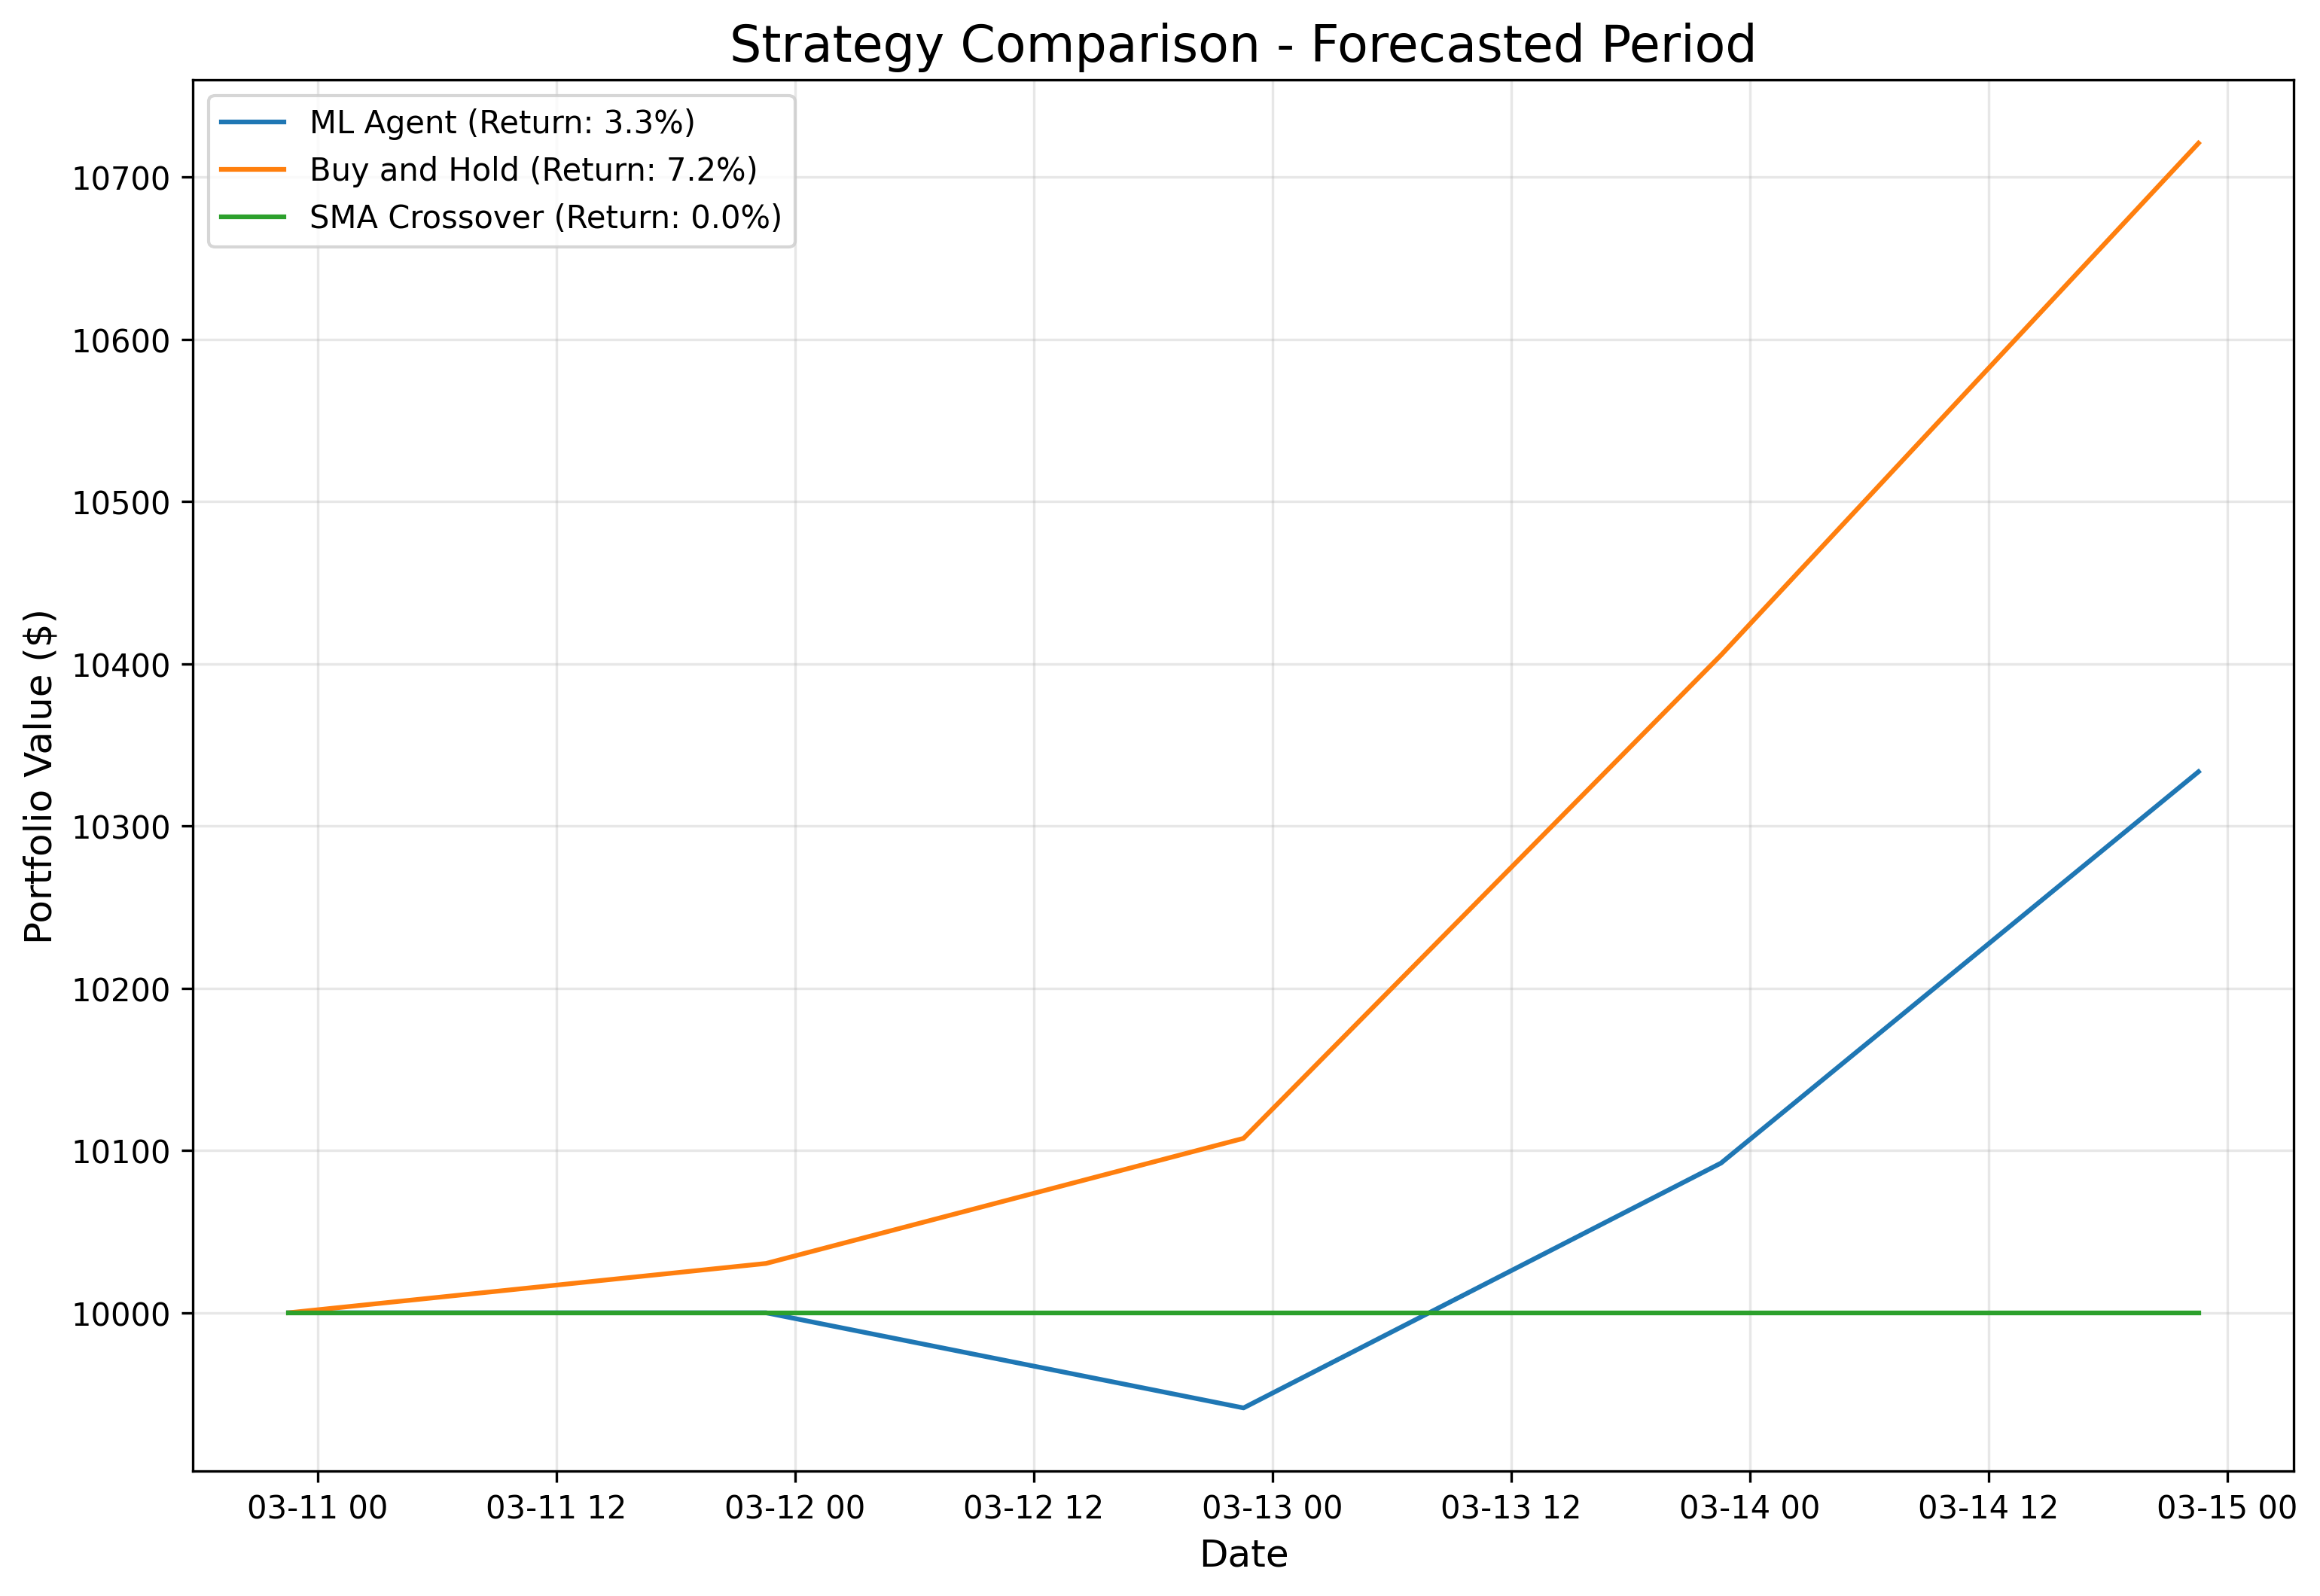 Strategy Comparison - Forecasted Period
ML Agent (Return: 3.3%)
Buy and Hold (Return: 7.2%)
SMA Crossover (Return: 0.0%)
Portfolio Value ($)
10700
10600
10500
10400
10300
10200
10100
10000
03-11 00 03-11 12 03-12 00 03-12 12 03-13 00 03-13 12 03-14 00 03-14 12 03-15 00
Date